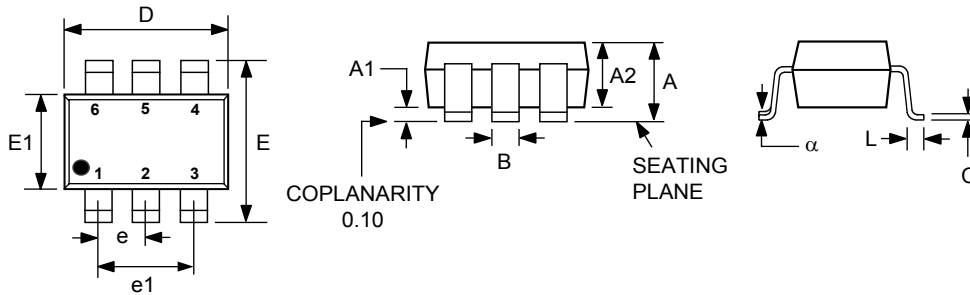 D
6 5 4
E1
E
1 2 3
e
e1
A1
A2
A
B
COPLANARITY
0.10
SEATING
PLANE
α
L
C